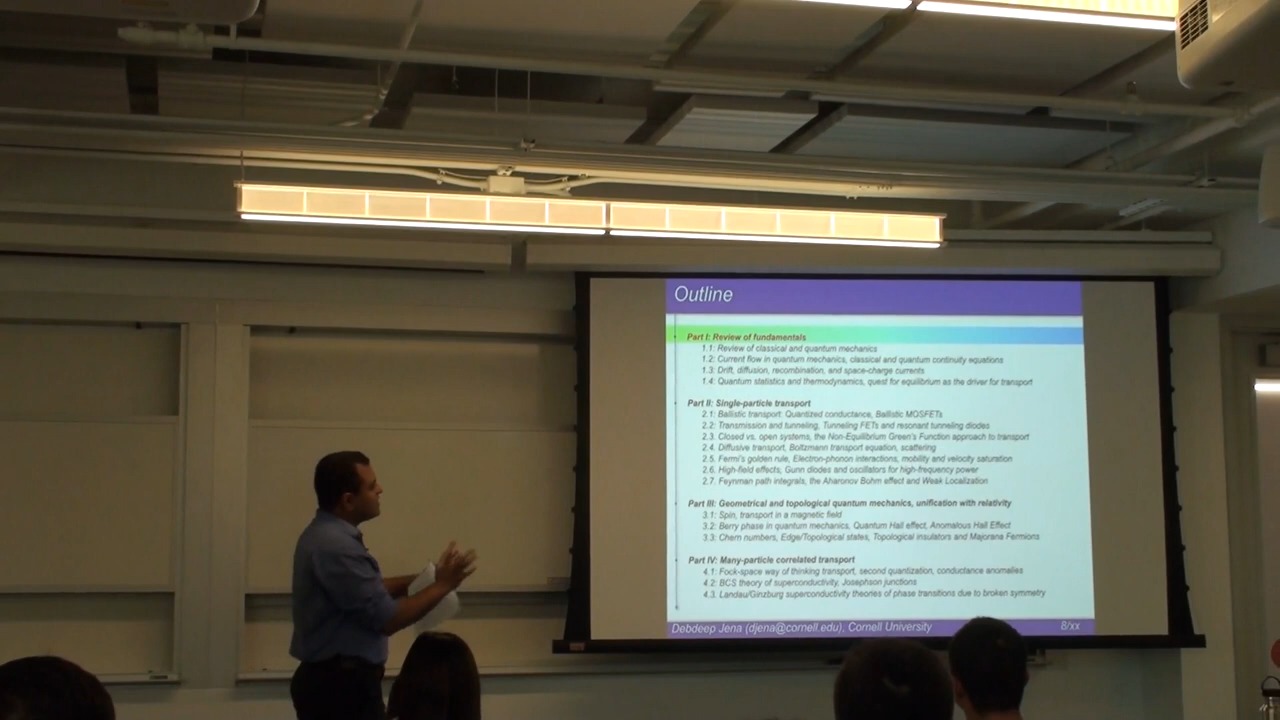 Outline
Part I: Review of fundamentals
1.1: Review of classical and quantum mechanics
1.2: Current flow in quantum mechanics, classical and quantum continuity equations
1.3: Drift, diffusion, recombination, and space-charge currents
1.4: Quantum statistics and thermodynamics, quest for equilibrium as the driver for transport
Part II: Single-particle transport
2.1: Ballistic transport: Quantized conductance, Ballistic MOSFETs
2.2: Transmission and tunneling, Tunneling FETs and resonant tunneling diodes
2.3: Closed vs. open systems, the Non-Equilibrium Green's Function approach to transport
2.4: Diffusive transport, Boltzmann transport equation, scattering
2.5: Fermi's golden rule, Electron-phonon interactions, mobility and velocity saturation
2.6: High-field effects, Gunn diodes and oscillators for high-frequency power
2.7: Feynman path integrals, the Aharonov Bohm effect and Weak Localization
Part III: Geometrical and topological quantum mechanics, unification with relativity
3.1: Spin, transport in a magnetic field
3.2: Berry phase in quantum mechanics, Quantum Hall effect, Anomalous Hall Effect
3.3: Chern numbers, Edge/Topological states, Topological insulators and Majorana Fermions
Part IV: Many-particle correlated transport
4.1: Fock-space way of thinking transport, second quantization, conductance anomalies
4.2: BCS theory of superconductivity, Josephson junctions
4.3: Landau/Ginzburg superconductivity theories of phase transitions due to broken symmetry
Debdeep Jena (djena@cornell.edu), Cornell University 8/xx